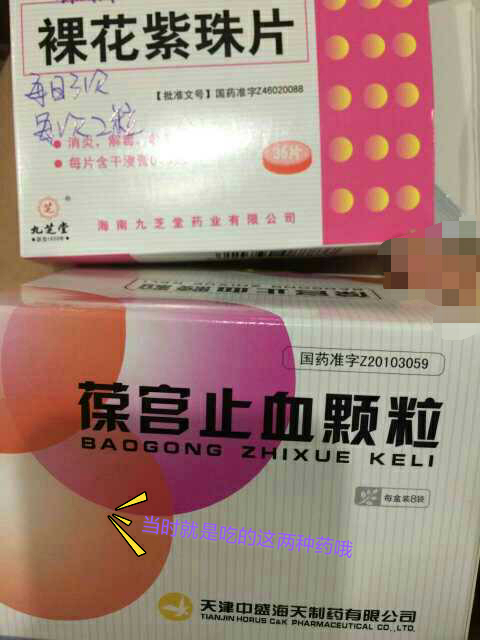 裸花紫珠片
每日3次
【批准文号】国药准字Z46020088
每次2粒
消炎,解毒,
每片含干浸膏
36片
芝
九芝堂
海南九芝堂药业有限公司
国药准字Z20103059
葆宫止血颗粒
BAOGONG ZHIXUE KELI
每盒装8袋
当时就是吃的这两种药哦
天津中盛海天制药有限公司
TIANJIN HORUS C&K PHARMACEUTICAL CO.,LTD.